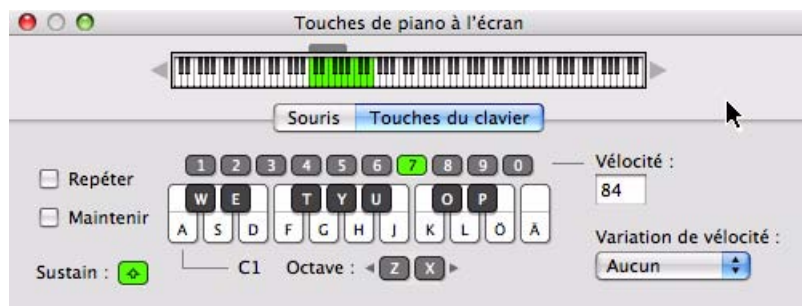 Touches de piano à l'écran
Souris Touches du clavier
Repéter
1 2 3 4 5 6 7 8 9 0
Vélocité :
84
W E T Y U O P
Maintenir
A S D F G H J K L Ö Ä
Variation de vélocité :
Sustain :
C1 Octave : Z X
Aucun